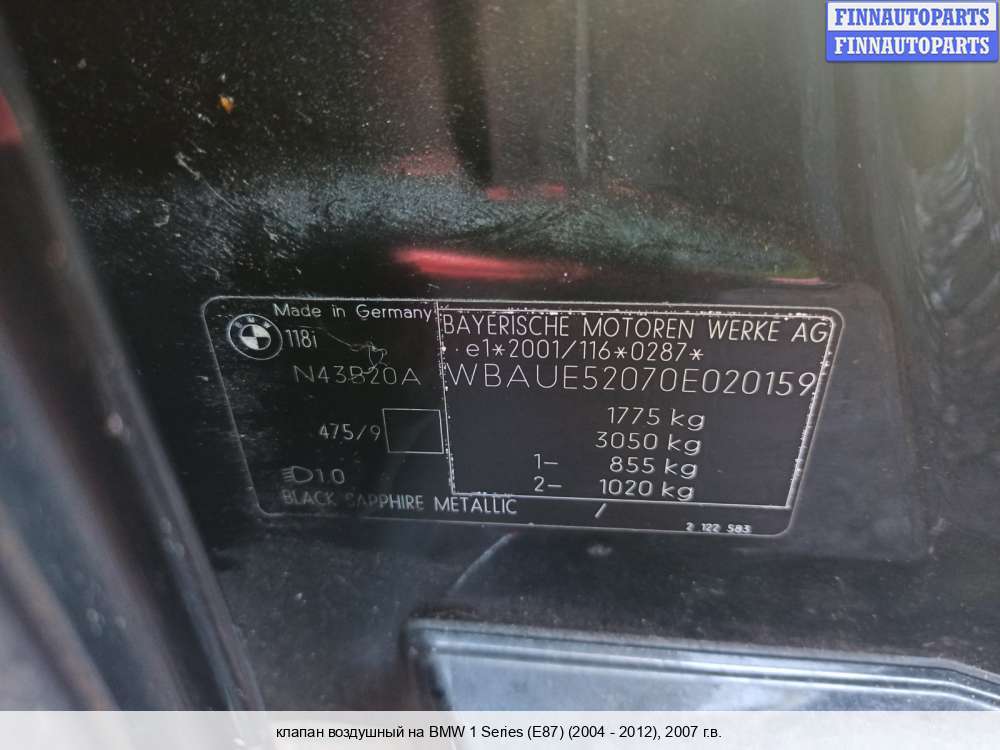 FINNAUTOPARTS
FINNAUTOPARTS
Made in Germany
BMW
118i
N43B20A
475/9
1.0
BLACK SAPPHIRE METALLIC /
BAYERISCHE MOTOREN WERKE AG
e1*2001/116*0287*
WBAUE52070E020159
1775 kg
3050 kg
1- 855 kg
2- 1020 kg
2 122 583
клапан воздушный на BMW 1 Series (E87) (2004 - 2012), 2007 г.в.